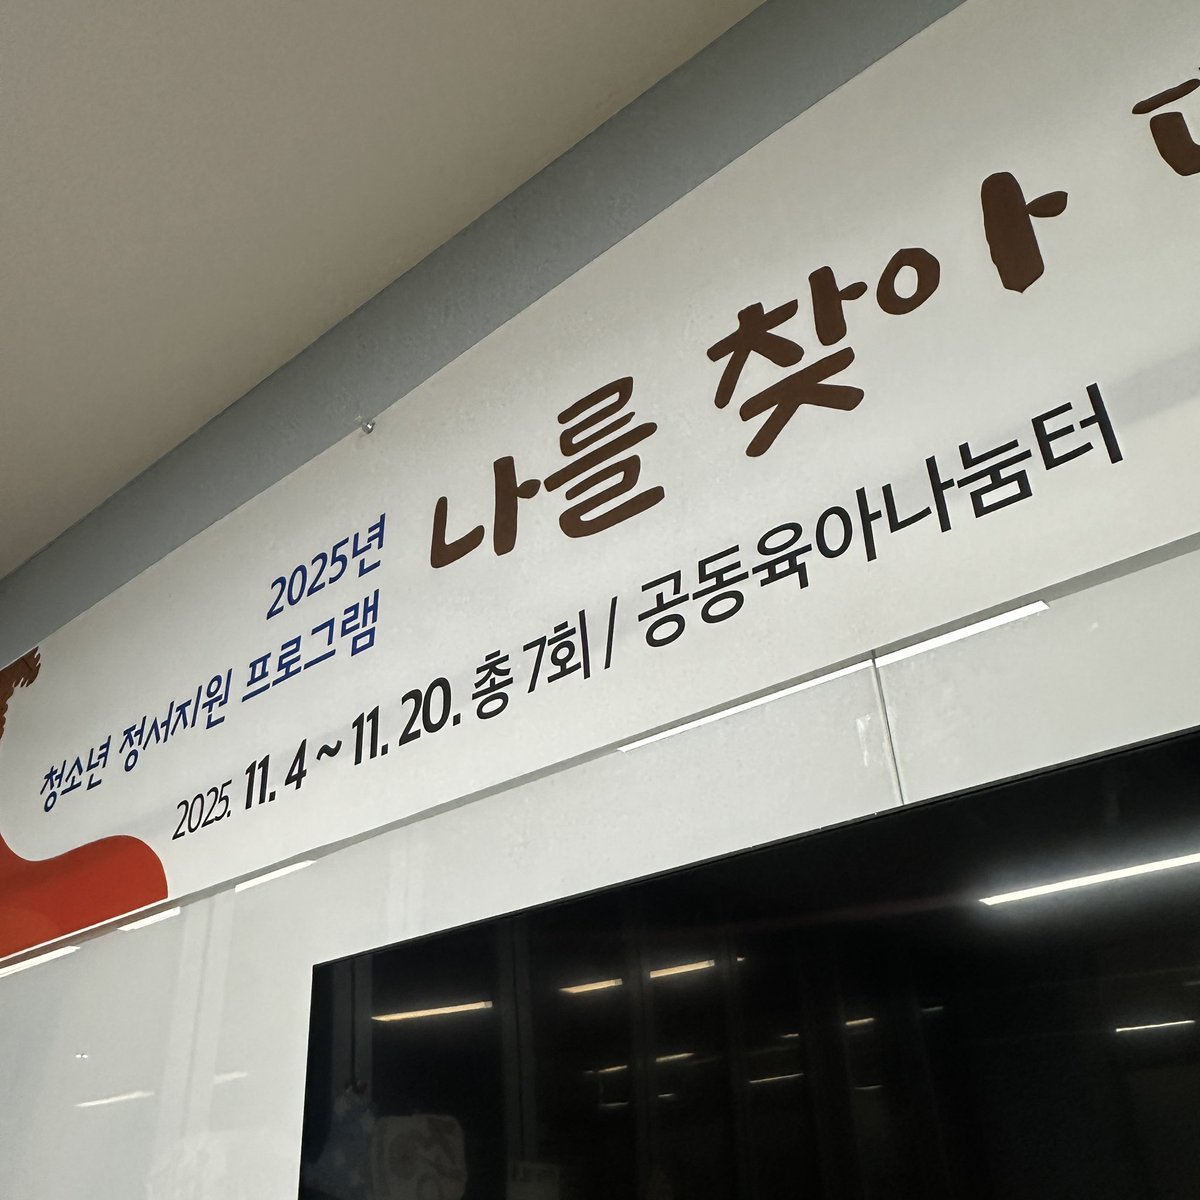 2025년
청소년 정서지원 프로그램
나를 찾아
2025. 11. 4 ~ 11. 20. 총 7회 / 공동육아나눔터